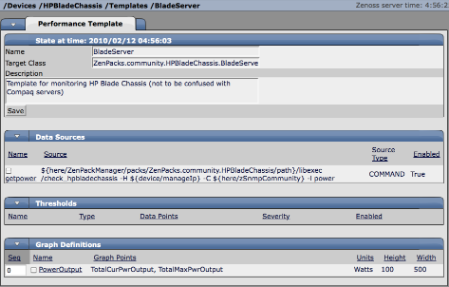 /Devices /HPBladeChassis /Templates /BladeServer
Zenoss server time: 4:56:2
Performance Template
State at time: 2010/02/12 04:56:03
Name BladeServer
Target Class ZenPacks.community.HPBladeChassis.BladeServe
Description
Template for monitoring HP Blade Chassis (not to be confused with
Compaq servers)
Save
Data Sources
Name Source Source Type Enabled
getpower ${here/ZenPackManager/packs/ZenPacks.community.HPBladeChassis/path}/libexec
/check_hpbladechassis -H ${device/manageIp} -C ${here/zSnmpCommunity} -l power COMMAND True
Thresholds
Name Type Data Points Severity Enabled
Graph Definitions
Seq Name Graph Points Units Height Width
0 PowerOutput TotalCurPwrOutput, TotalMaxPwrOutput Watts 100 500